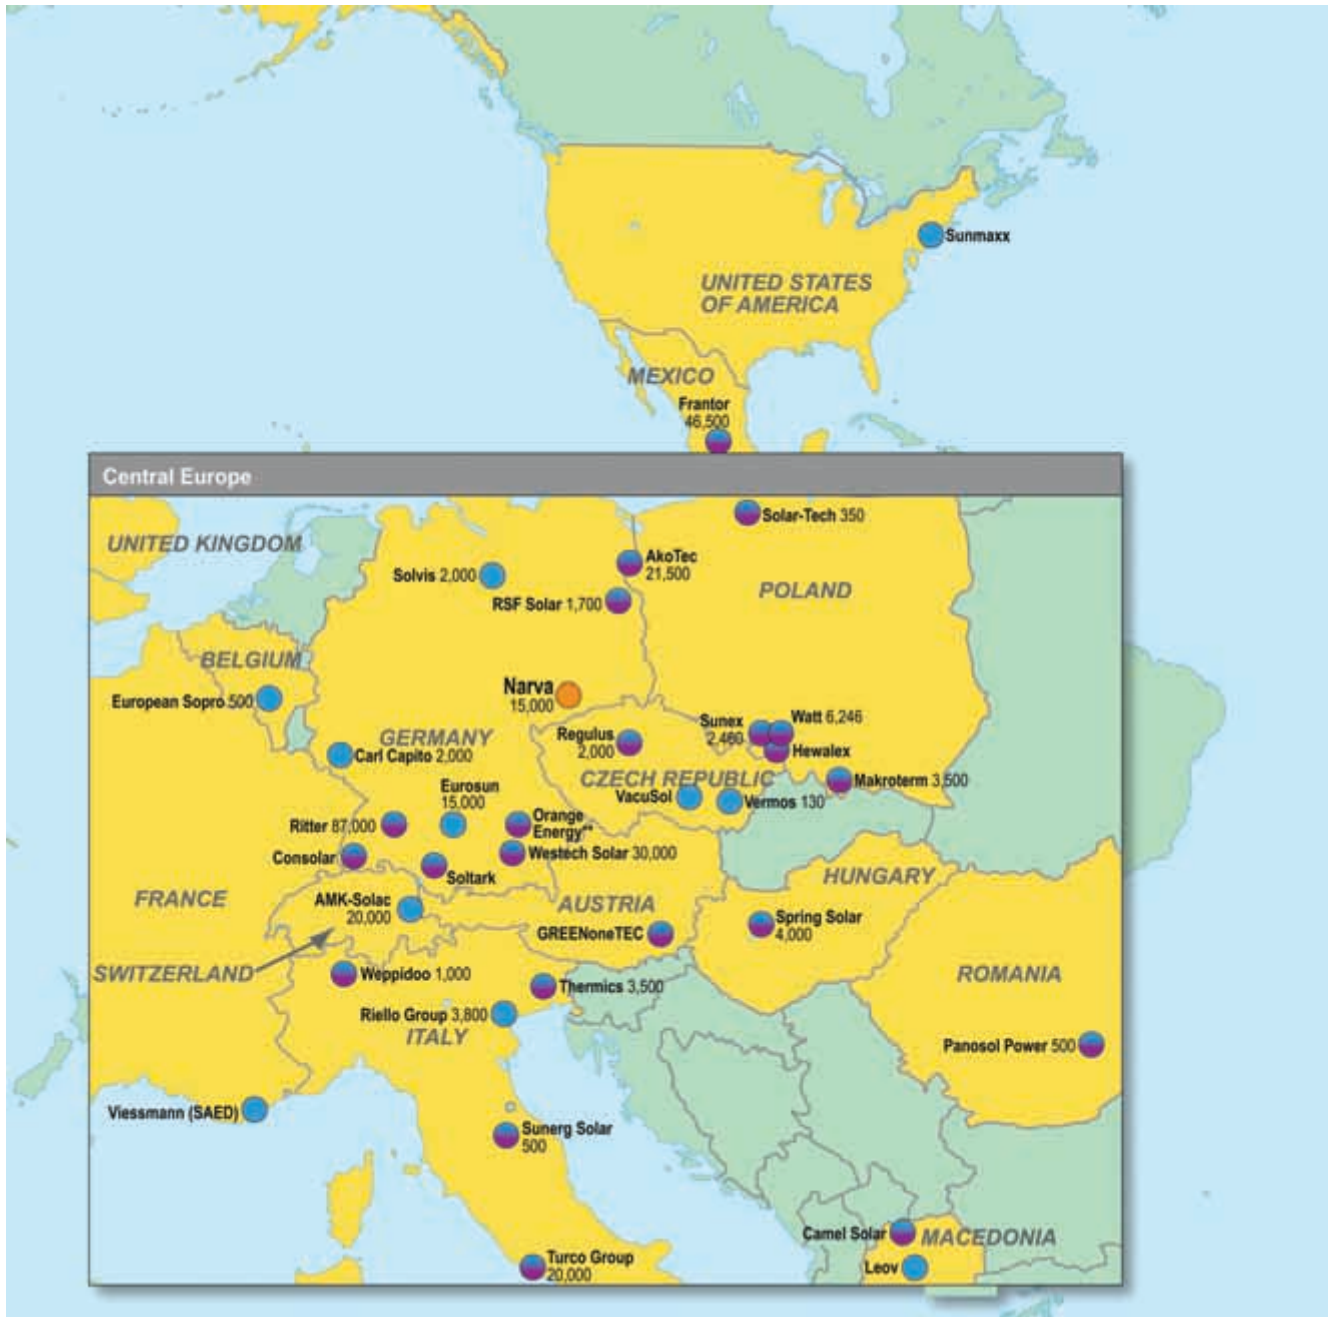 Sunmaxx
UNITED STATES
OF AMERICA
MEXICO
Frantor
46,500
Central Europe
Solar-Tech 350
UNITED KINGDOM
AkoTec
21,500
Solvis 2,000
RSF Solar 1,700
POLAND
BELGIUM
European Sopro 500
Narva
15,000
Sunex
2,460
Watt 6,246
Regulus
2,000
Hewalex
GERMANY
Carl Capito 2,000
CZECH REPUBLIC
Makroterm 3,500
Eurosun
15,000
VacuSol
Vermos 130
Ritter 87,000
Orange
Energy**
Consolar
Westech Solar 30,000
Soltark
HUNGARY
FRANCE
AMK-Solac
20,000
AUSTRIA
Spring Solar
4,000
GREENoneTEC
SWITZERLAND
Weppidoo 1,000
ROMANIA
Thermics 3,500
Riello Group 3,800
ITALY
Panosol Power 500
Viessmann (SAED)
Sunerg Solar
500
Camel Solar
MACEDONIA
Turco Group
20,000
Leov